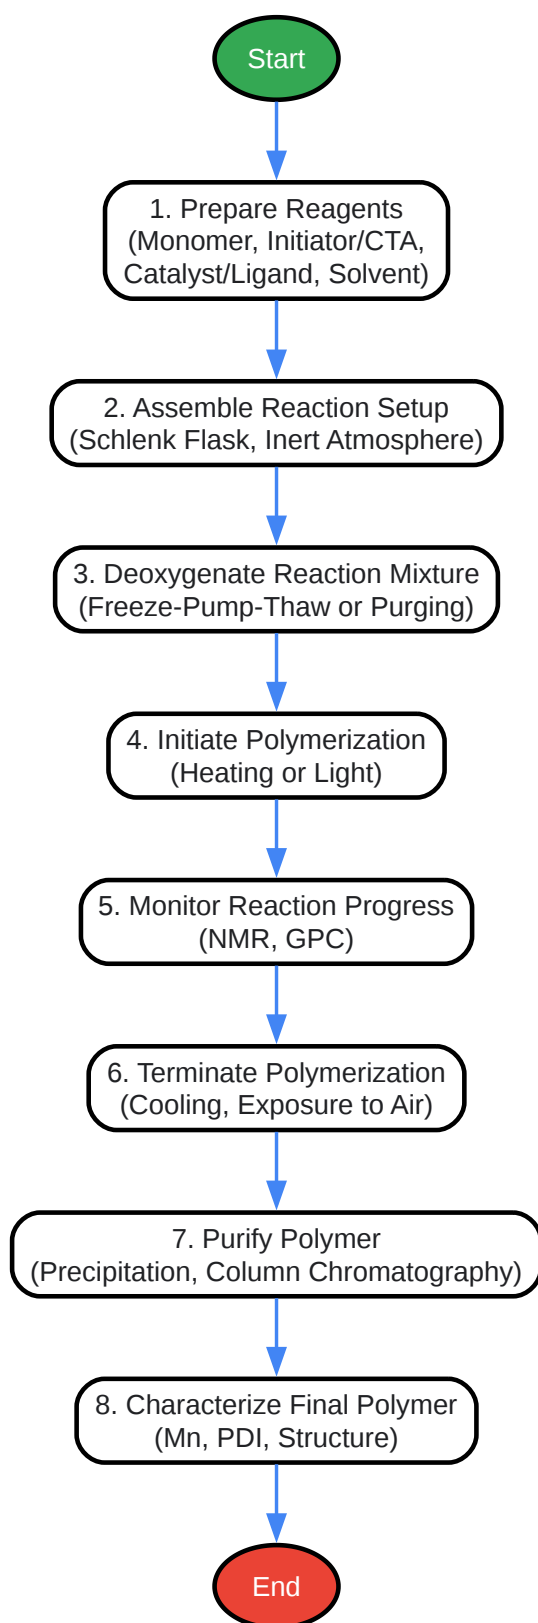 Start
1. Prepare Reagents
(Monomer, Initiator/CTA,
Catalyst/Ligand, Solvent)
2. Assemble Reaction Setup
(Schlenk Flask, Inert Atmosphere)
3. Deoxygenate Reaction Mixture
(Freeze-Pump-Thaw or Purging)
4. Initiate Polymerization
(Heating or Light)
5. Monitor Reaction Progress
(NMR, GPC)
6. Terminate Polymerization
(Cooling, Exposure to Air)
7. Purify Polymer
(Precipitation, Column Chromatography)
8. Characterize Final Polymer
(Mn, PDI, Structure)
End